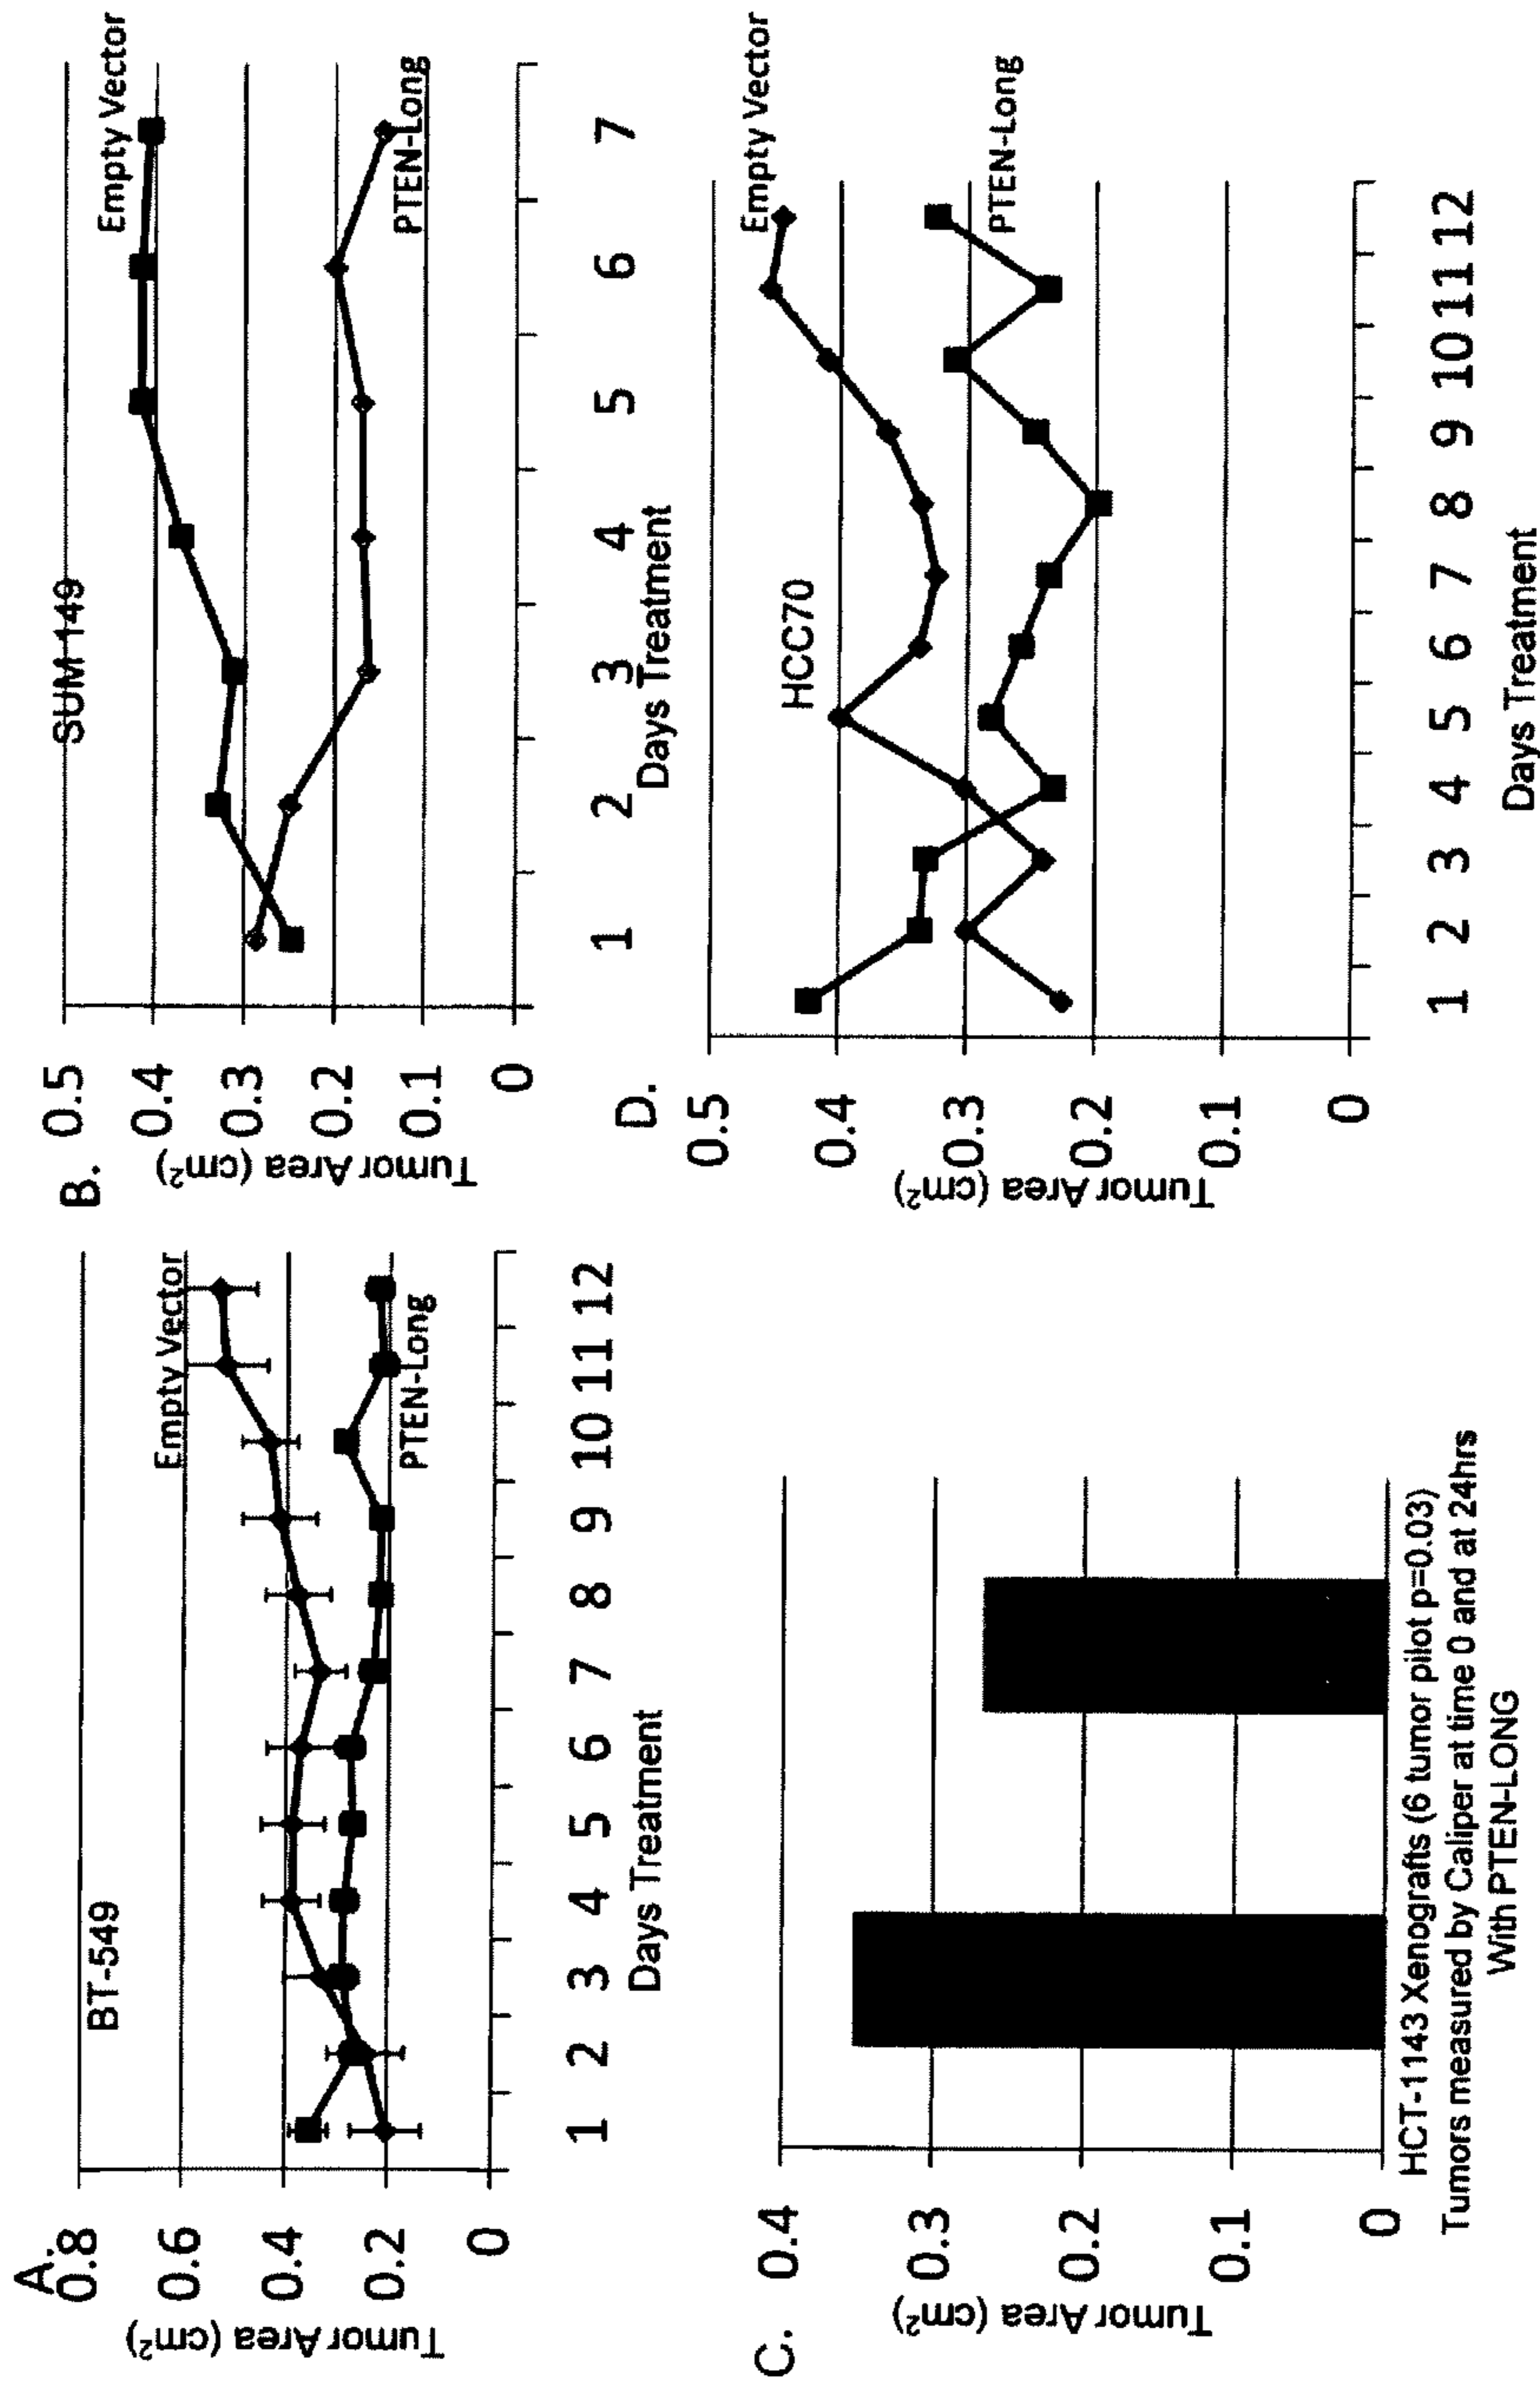 A.
BT-549
Tumor Area (cm²)
0.8
0.6
0.4
0.2
0
Empty Vector
PTEN-Long
1 2 3 4 5 6 7 8 9 10 11 12
Days Treatment
B.
SUM 149
Tumor Area (cm²)
0.5
0.4
0.3
0.2
0.1
0
Empty Vector
PTEN-Long
1 2 3 4 5 6 7
Days Treatment
C.
Tumor Area (cm²)
0.4
0.3
0.2
0.1
0
HCT-1143 Xenografts (6 tumor pilot p=0.03)
Tumors measured by Caliper at time 0 and at 24hrs
With PTEN-LONG
D.
HCC70
Tumor Area (cm²)
0.5
0.4
0.3
0.2
0.1
0
Empty Vector
PTEN-Long
1 2 3 4 5 6 7 8 9 10 11 12
Days Treatment